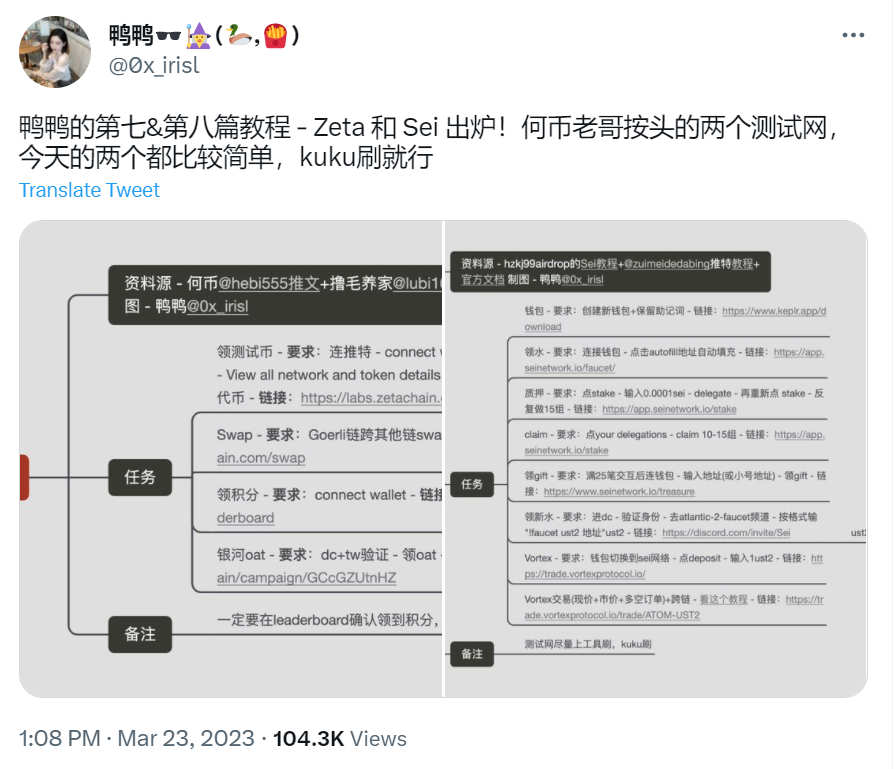 鸭鸭🕶️🧙‍♀️(🦆,🍟)
@0x_irisl
鸭鸭的第七&第八篇教程 - Zeta 和 Sei 出炉！何币老哥按头的两个测试网，
今天的两个都比较简单，kuku刷就行
Translate Tweet
资料源 - 何币@hebi555推文+撸毛养家@lubi1
图 - 鸭鸭@0x_irisl
领测试币 - 要求：连推特 - connect
- View all network and token details
代币 - 链接：https://labs.zetachain.
Swap - 要求：Goerli链跨其他链swa
ain.com/swap
任务
领积分 - 要求：connect wallet - 链接
derboard
银河oat - 要求：dc+tw验证 - 领oat
ain/campaign/GCcGZUtnHZ
备注
一定要在leaderboard确认领到积分，
资料源 - hzkj99airdrop的Sei教程+@zuimeidedabing推特教程+
官方文档 制图 - 鸭鸭@0x_irisl
钱包 - 要求：创建新钱包+保留助记词 - 链接：https://www.keplr.app/d
ownload
领水 - 要求：连接钱包 - 点击autofill地址自动填充 - 链接：https://app.
seinetwork.io/faucet/
质押 - 要求：点stake - 输入0.0001sei - delegate - 再重新点 stake - 反
复做15组 - 链接：https://app.seinetwork.io/stake
claim - 要求：点your delegations - claim 10-15组 - 链接：https://app.
seinetwork.io/stake
任务
领gift - 要求：满25笔交互后连钱包 - 输入地址(或小号地址) - 领gift - 链
接：https://www.seinetwork.io/treasure
领新水 - 要求：进dc - 验证身份 - 去atlantic-2-faucet频道 - 按格式输
"!faucet ust2 地址"ust2 - 链接：https://discord.com/invite/Sei
ust2
Vortex - 要求：钱包切换到sei网络 - 点deposit - 输入1ust2 - 链接：htt
ps://trade.vortexprotocol.io/
Vortex交易(现价+市价+多空订单)+跨链 - 看这个教程 - 链接：https://tr
ade.vortexprotocol.io/trade/ATOM-UST2
备注
测试网尽量上工具刷，kuku刷
1:08 PM · Mar 23, 2023 · 104.3K Views